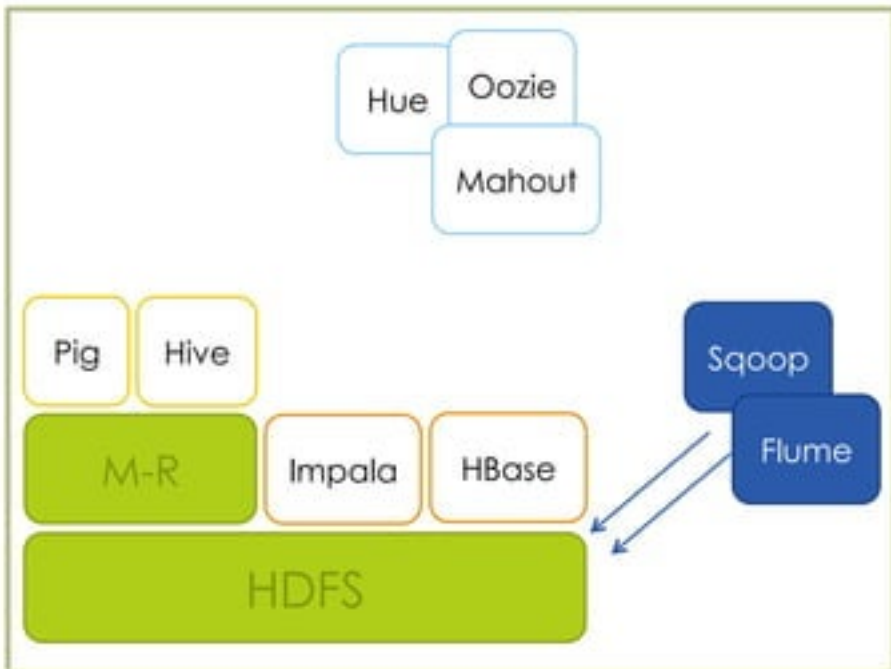 Hue
Oozie
Mahout
Pig
Hive
Sqoop
M-R
Impala
HBase
Flume
HDFS